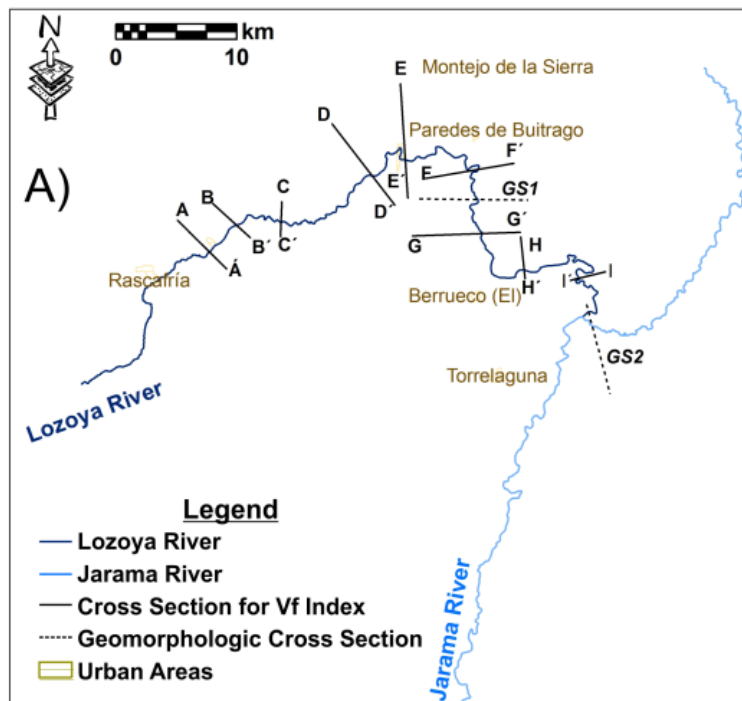 N
km
0 10
E
Montejo de la Sierra
D
Paredes de Buitrago
A)
F´
E´
F
C
GS1
B
D´
A
G´
B´
C´
G
H
Á
I´ I
Rascafría
H´
Berrueco (El)
GS2
Torrelaguna
Lozoya River
Legend
Lozoya River
Jarama River
Cross Section for Vf Index
Geomorphologic Cross Section
Urban Areas
Jarama River